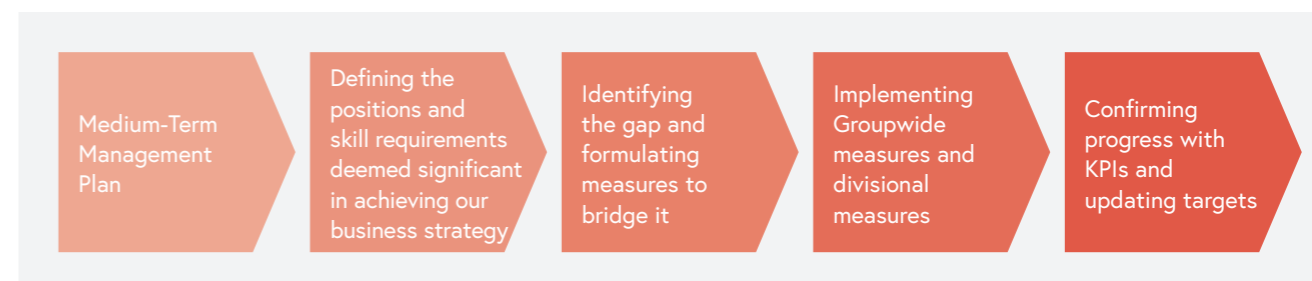 Medium-Term
Management
Plan
Defining the
positions and
skill requirements
deemed significant
in achieving our
business strategy
Identifying
the gap and
formulating
measures to
bridge it
Implementing
Groupwide
measures and
divisional
measures
Confirming
progress with
KPIs and
updating targets